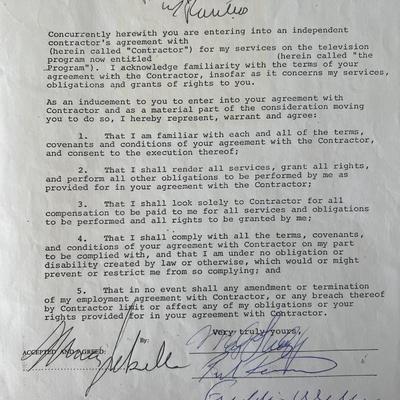 Concurrently herewith you are entering into an independent
contractor's agreement with
(herein called "Contractor") for my services on the television
program now entitled (herein called "the
Program"). I acknowledge familiarity with the terms of your
agreement with the Contractor, insofar as it concerns my services,
obligations and grants of rights to you.
As an inducement to you to enter into your agreement with
Contractor and as a material part of the consideration moving
you to do so, I hereby represent, warrant and agree:
1. That I am familiar with each and all of the terms,
covenants and conditions of your agreement with the Contractor,
and consent to the execution thereof;
2. That I shall render all services, grant all rights,
and perform all other obligations to be performed by me as
provided for in your agreement with the Contractor;
3. That I shall look solely to Contractor for all
compensation to be paid to me for all services and obligations
to be performed and all rights to be granted by me;
4. That I shall comply with all the terms, covenants,
and conditions of your agreement with Contractor on my part
to be complied with, and that I am under no obligation or
disability created by law or otherwise, which would or might
prevent or restrict me from so complying; and
5. That in no event shall any amendment or termination
of my employment agreement with Contractor, or any breach thereof
by Contractor limit or affect any of my obligations or your
rights provided for in your agreement with Contractor.
Very truly yours,
By:
ACCEPTED AND AGREED: